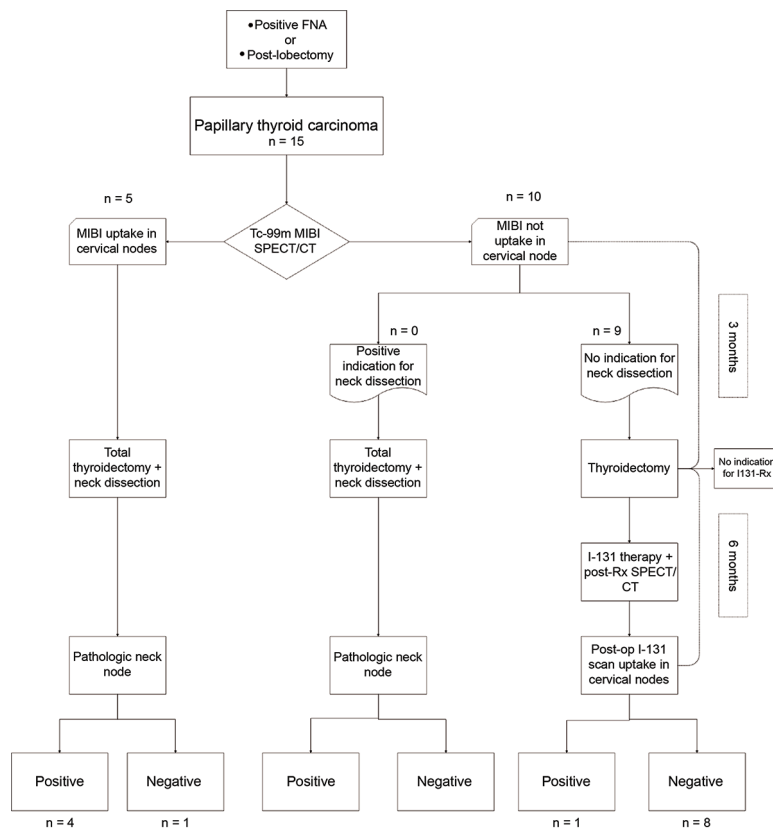 •Positive FNA
or
• Post-lobectomy
Papillary thyroid carcinoma
n = 15
n = 5
n = 10
MIBI uptake in
cervical nodes
Tc-99m MIBI
SPECT/CT
MIBI not
uptake in
cervical node
n = 0
n = 9
Positive
indication for
neck dissection
No indication for
neck dissection
3 months
Total
thyroidectomy +
neck dissection
Total
thyroidectomy +
neck dissection
Thyroidectomy
No indication
for I131-Rx
I-131 therapy +
post-Rx SPECT/
CT
6 months
Pathologic neck
node
Pathologic neck
node
Post-op I-131
scan uptake in
cervical nodes
Positive
Negative
Positive
Negative
Positive
Negative
n = 4
n = 1
n = 1
n = 8